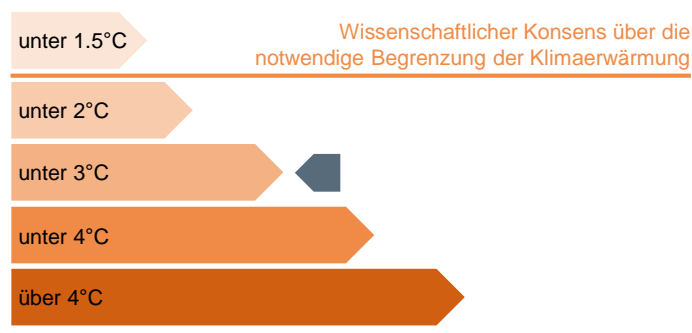 unter 1.5°C
Wissenschaftlicher Konsens über die
notwendige Begrenzung der Klimaerwärmung
unter 2°C
unter 3°C
unter 4°C
über 4°C